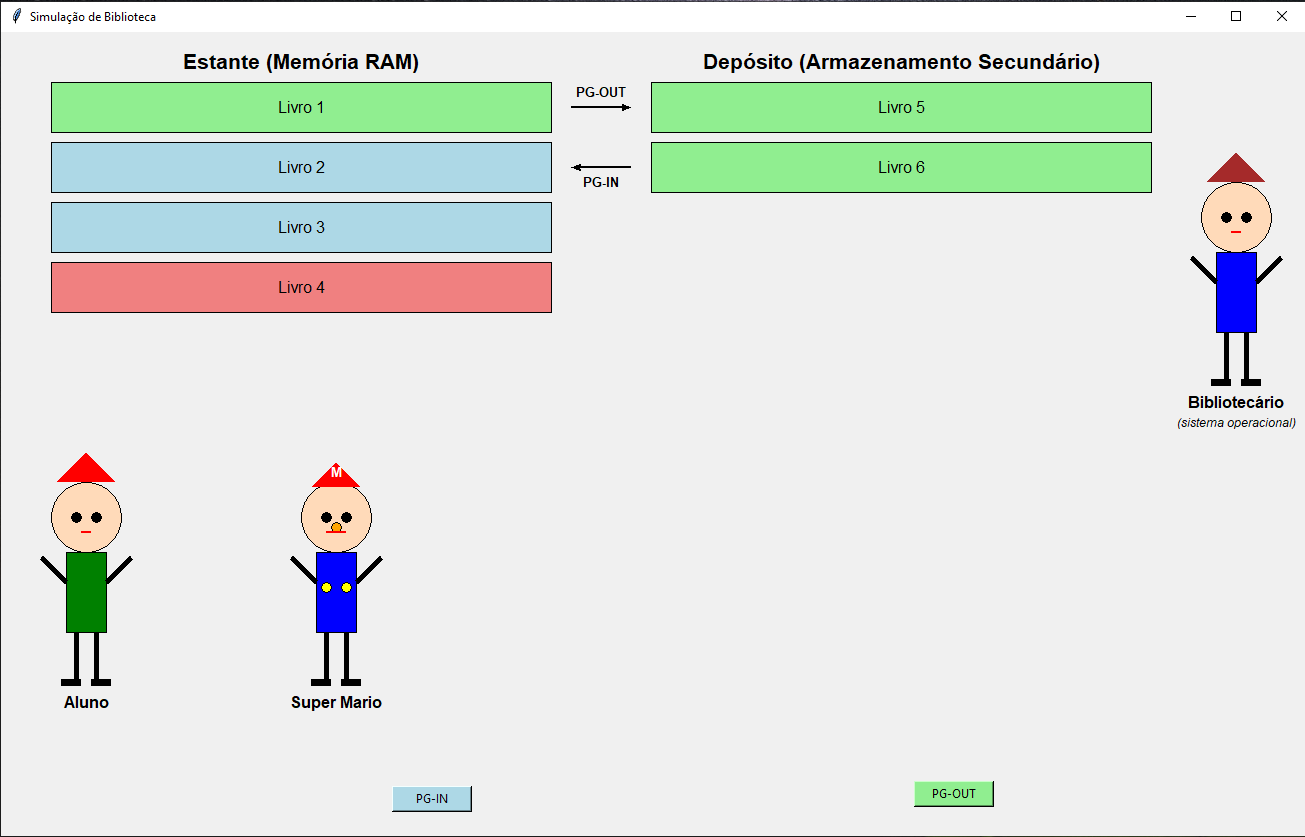 Simulação de Biblioteca
Estante (Memória RAM)
Depósito (Armazenamento Secundário)
Livro 1
PG-OUT
Livro 5
Livro 2
PG-IN
Livro 6
Livro 3
Livro 4
Bibliotecário
(sistema operacional)
M
Aluno
Super Mario
PG-IN
PG-OUT